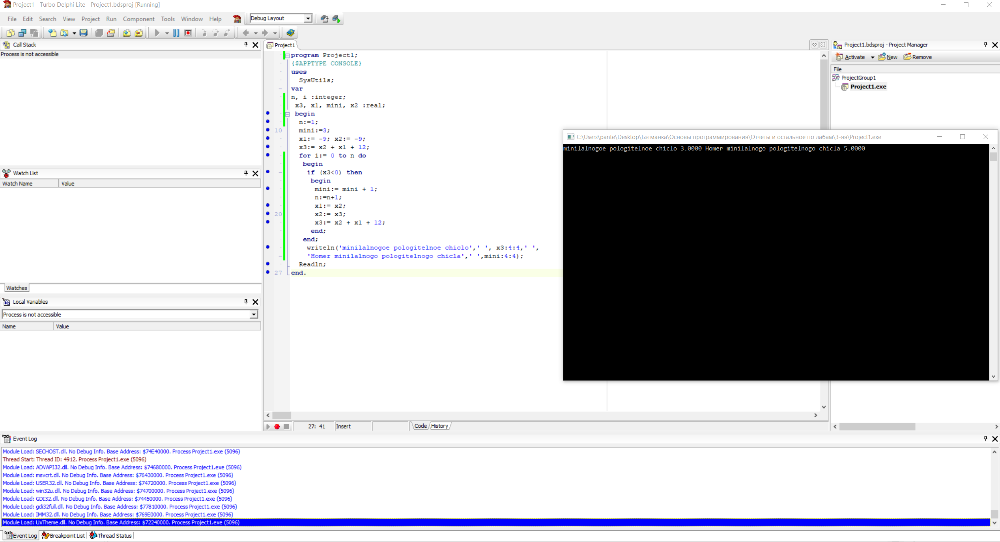 Project1 - Turbo Delphi Lite - Project1.bdsproj [Running]
File Edit Search View Project Run Component Tools Window Help
Debug Layout
Call Stack
Process is not accessible
Watch List
Watch Name Value
Watches
Local Variables
Process is not accessible
Name Value
Project1
program Project1;
{$APPTYPE CONSOLE}
uses
SysUtils;
var
n, i :integer;
x3, x1, mini, x2 :real;
begin
n:=1;
10 mini:=3;
x1:= -9; x2:= -9;
x3:= x2 + x1 + 12;
for i:= 0 to n do
begin
if (x3<0) then
begin
mini:= mini + 1;
n:=n+1;
x1:= x2;
20 x2:= x3;
x3:= x2 + x1 + 12;
end;
end;
writeln('minilalnogoe pologitelnoe chiclo',' ', x3:4:4,' ',
'Homer minilalnogo pologitelnogo chicla',' ',mini:4:4);
Readln;
27 end.
27: 41 Insert
Code History
Project1.bdsproj - Project Manager
Activate New Remove
File
ProjectGroup1
Project1.exe
C:\Users\pante\Desktop\Бэтманка\Основы программирования\Отчеты и остальное по лабам\3-яя\Project1.exe
minilalnogoe pologitelnoe chiclo 3.0000 Homer minilalnogo pologitelnogo chicla 5.0000
Event Log
Module Load: SECHOST.dll. No Debug Info. Base Address: $74E40000. Process Project1.exe (5096)
Thread Start: Thread ID: 4912. Process Project1.exe (5096)
Module Load: ADVAPI32.dll. No Debug Info. Base Address: $74680000. Process Project1.exe (5096)
Module Load: msvcrt.dll. No Debug Info. Base Address: $76430000. Process Project1.exe (5096)
Module Load: USER32.dll. No Debug Info. Base Address: $74720000. Process Project1.exe (5096)
Module Load: win32u.dll. No Debug Info. Base Address: $74700000. Process Project1.exe (5096)
Module Load: GDI32.dll. No Debug Info. Base Address: $74450000. Process Project1.exe (5096)
Module Load: gdi32full.dll. No Debug Info. Base Address: $77810000. Process Project1.exe (5096)
Module Load: IMM32.dll. No Debug Info. Base Address: $769E0000. Process Project1.exe (5096)
Module Load: UxTheme.dll. No Debug Info. Base Address: $72240000. Process Project1.exe (5096)
Event Log Breakpoint List Thread Status